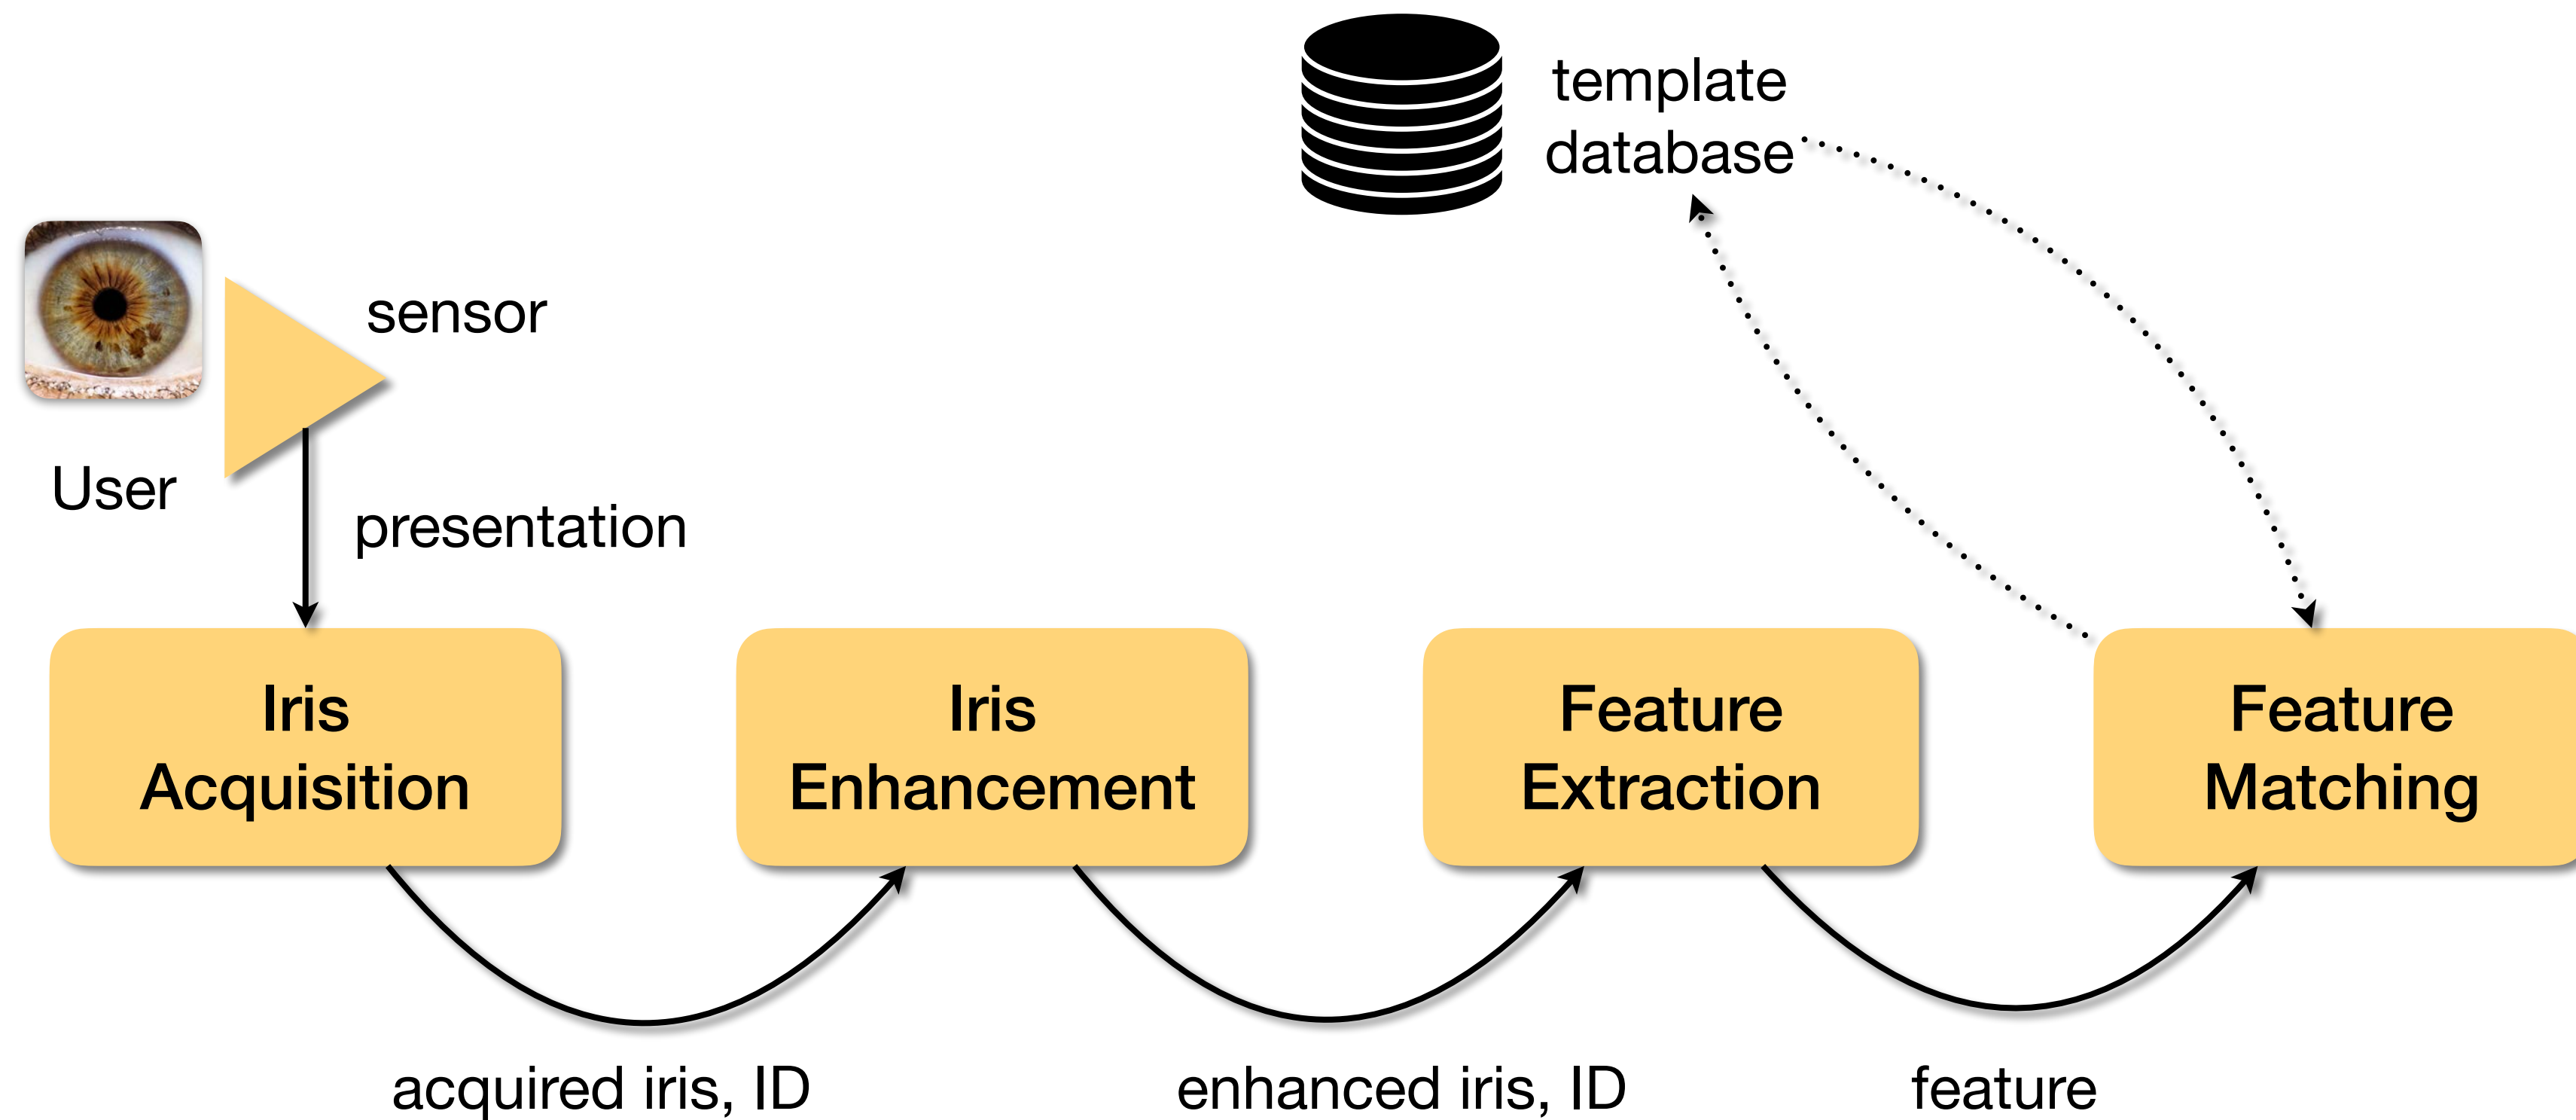 template
database
sensor
User
presentation
Iris
Acquisition
Iris
Enhancement
Feature
Extraction
Feature
Matching
acquired iris, ID
enhanced iris, ID
feature